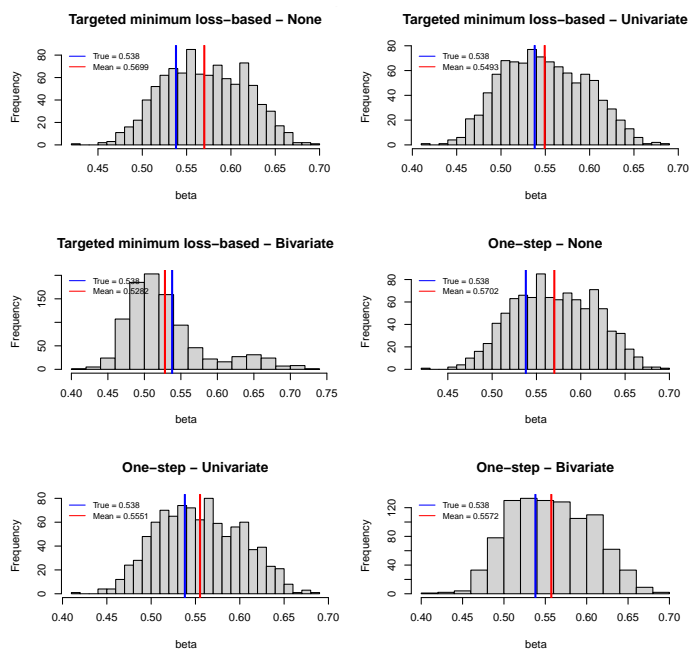 Targeted minimum loss−based − None
True = 0.538
Mean = 0.5699
Frequency
80
60
40
20
0
0.45 0.50 0.55 0.60 0.65 0.70
beta
Targeted minimum loss−based − Univariate
True = 0.538
Mean = 0.5493
Frequency
80
60
40
20
0
0.40 0.45 0.50 0.55 0.60 0.65 0.70
beta
Targeted minimum loss−based − Bivariate
True = 0.538
Mean = 0.5282
Frequency
150
50
0
0.40 0.45 0.50 0.55 0.60 0.65 0.70 0.75
beta
One−step − None
True = 0.538
Mean = 0.5702
Frequency
80
60
40
20
0
0.45 0.50 0.55 0.60 0.65 0.70
beta
One−step − Univariate
True = 0.538
Mean = 0.5551
Frequency
80
60
40
20
0
0.40 0.45 0.50 0.55 0.60 0.65 0.70
beta
One−step − Bivariate
True = 0.538
Mean = 0.5572
Frequency
120
80
40
0
0.40 0.45 0.50 0.55 0.60 0.65 0.70
beta